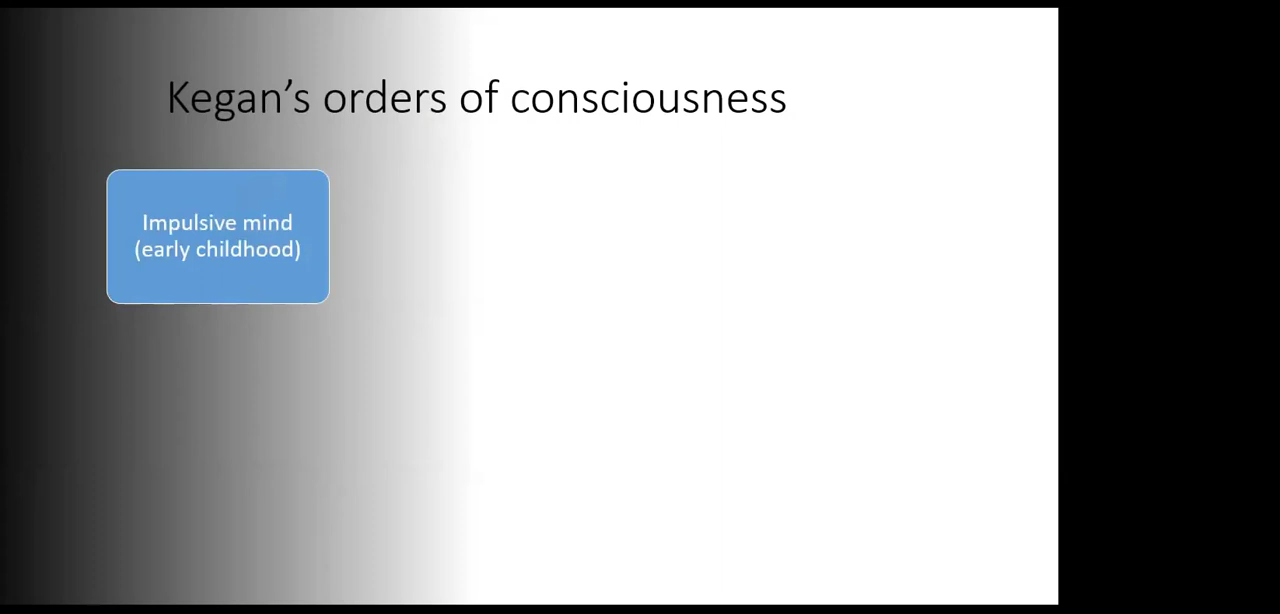 Kegan’s orders of consciousness
Impulsive mind
(early childhood)